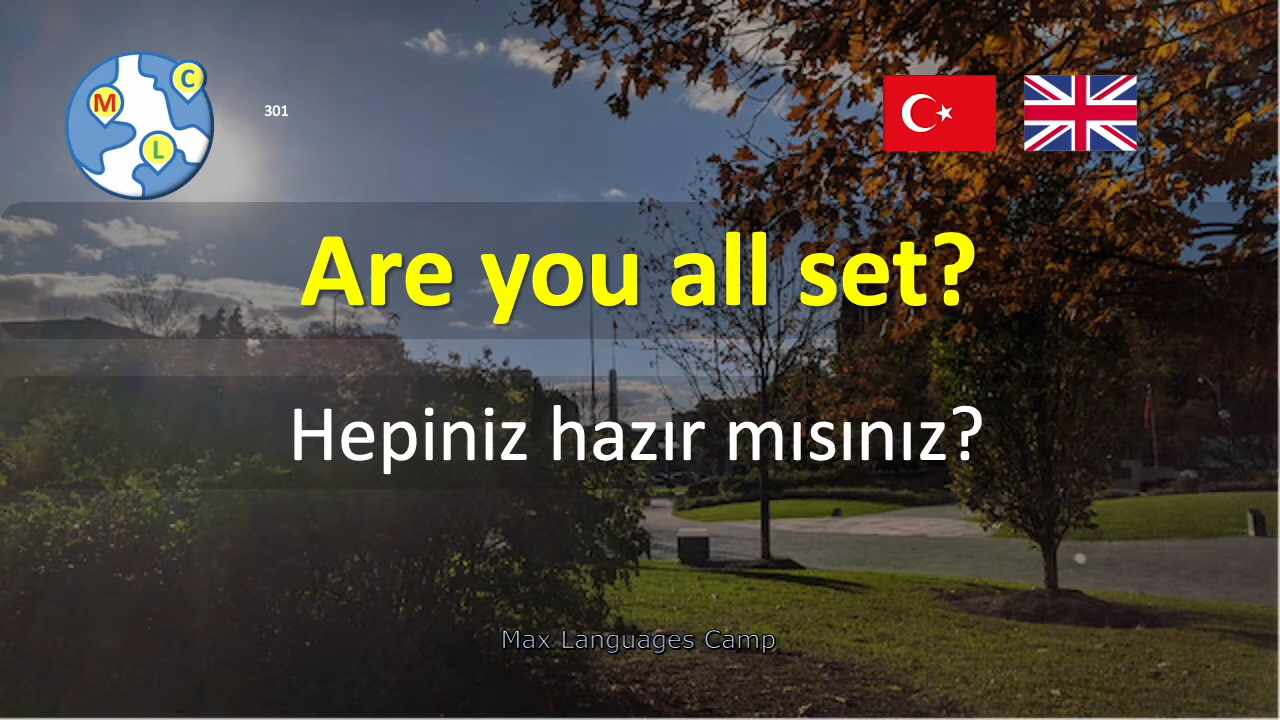 M
C
L
301
Are you all set?
Hepiniz hazır mısınız?
Max Languages Camp